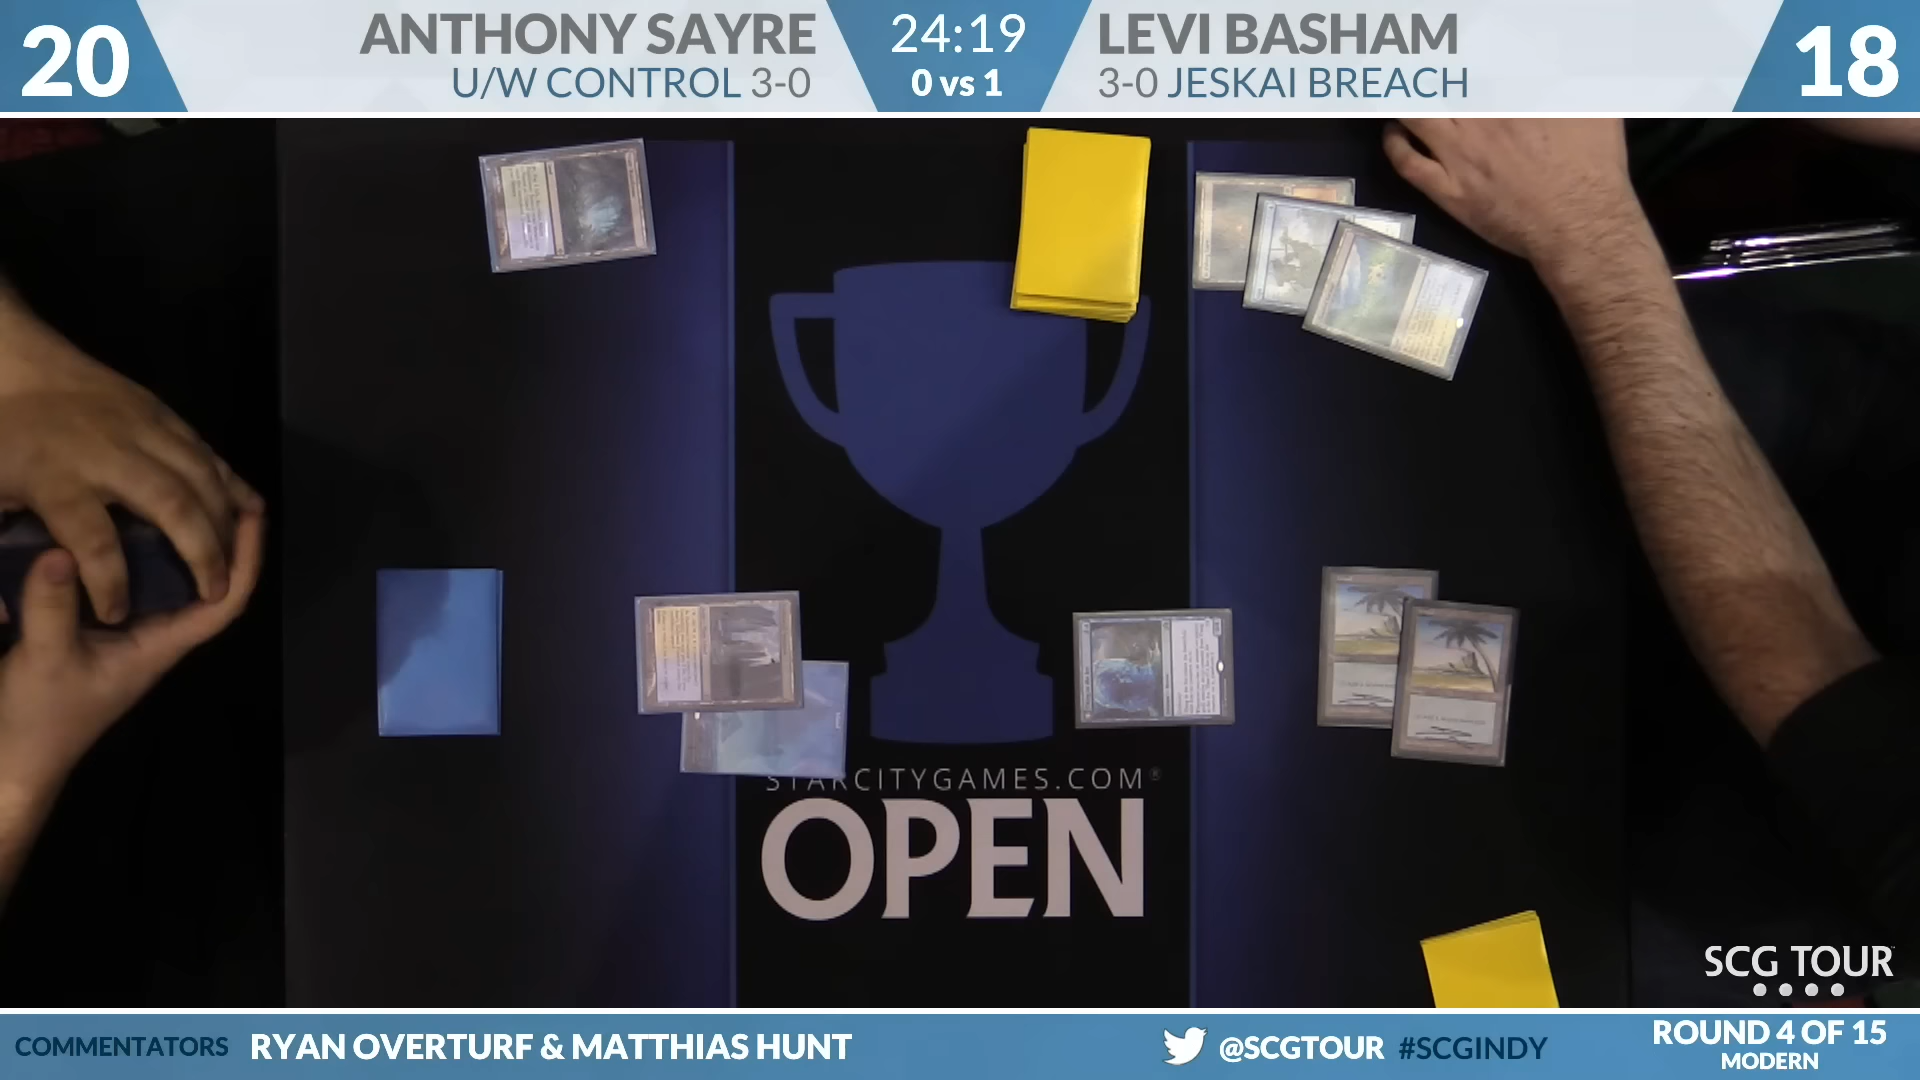 20
ANTHONY SAYRE
U/W CONTROL 3-0
24:19
0 vs 1
LEVI BASHAM
3-0 JESKAI BREACH
18
STARCITYGAMES.COM®
OPEN
SCG TOUR
COMMENTATORS RYAN OVERTURF & MATTHIAS HUNT
@SCGTOUR #SCGINDY
ROUND 4 OF 15
MODERN